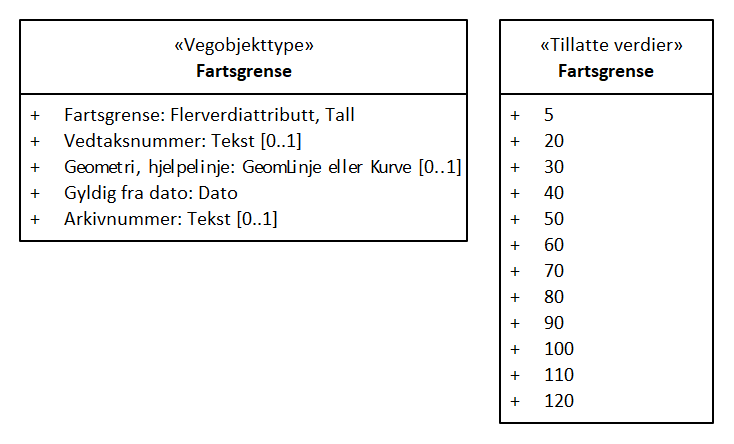 «Vegobjekttype»
Fartsgrense
+ Fartsgrense: Flerverdiattributt, Tall
+ Vedtaksnummer: Tekst [0..1]
+ Geometri, hjelpelinje: GeomLinje eller Kurve [0..1]
+ Gyldig fra dato: Dato
+ Arkivnummer: Tekst [0..1]
«Tillatte verdier»
Fartsgrense
+ 5
+ 20
+ 30
+ 40
+ 50
+ 60
+ 70
+ 80
+ 90
+ 100
+ 110
+ 120